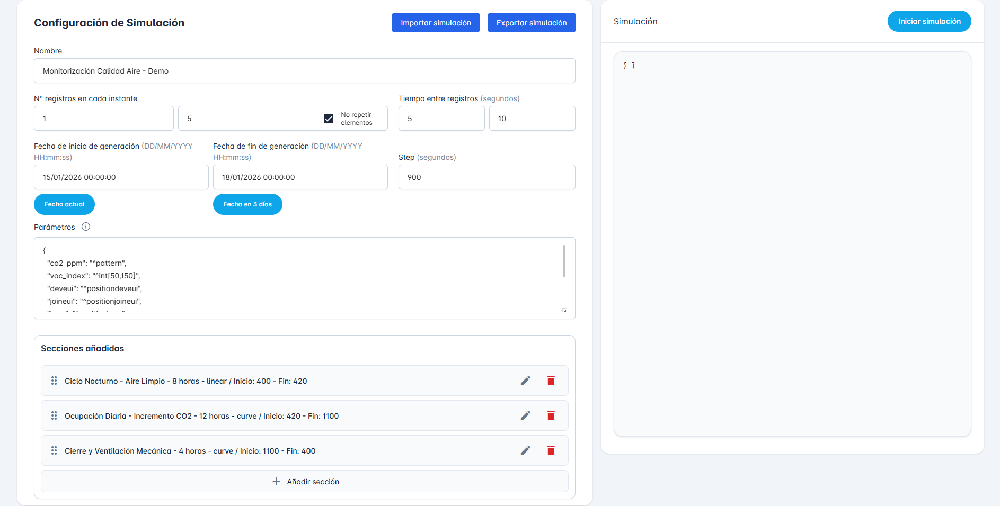 Configuración de Simulación
Importar simulación
Exportar simulación
Nombre
Monitorización Calidad Aire - Demo
Nº registros en cada instante
1
5
No repetir
elementos
Tiempo entre registros (segundos)
5
10
Fecha de inicio de generación (DD/MM/YYYY
HH:mm:ss)
15/01/2026 00:00:00
Fecha actual
Fecha de fin de generación (DD/MM/YYYY
HH:mm:ss)
18/01/2026 00:00:00
Fecha en 3 días
Step (segundos)
900
Parámetros
{
"co2_ppm": "^pattern",
"voc_index": "^int[50,150]",
"deveui": "^positiondeveui",
"joineui": "^positionjoineui",
Secciones añadidas
Ciclo Nocturno - Aire Limpio - 8 horas - linear / Inicio: 400 - Fin: 420
Ocupación Diaria - Incremento CO2 - 12 horas - curve / Inicio: 420 - Fin: 1100
Cierre y Ventilación Mecánica - 4 horas - curve / Inicio: 1100 - Fin: 400
Añadir sección
Simulación
Iniciar simulación
{ }